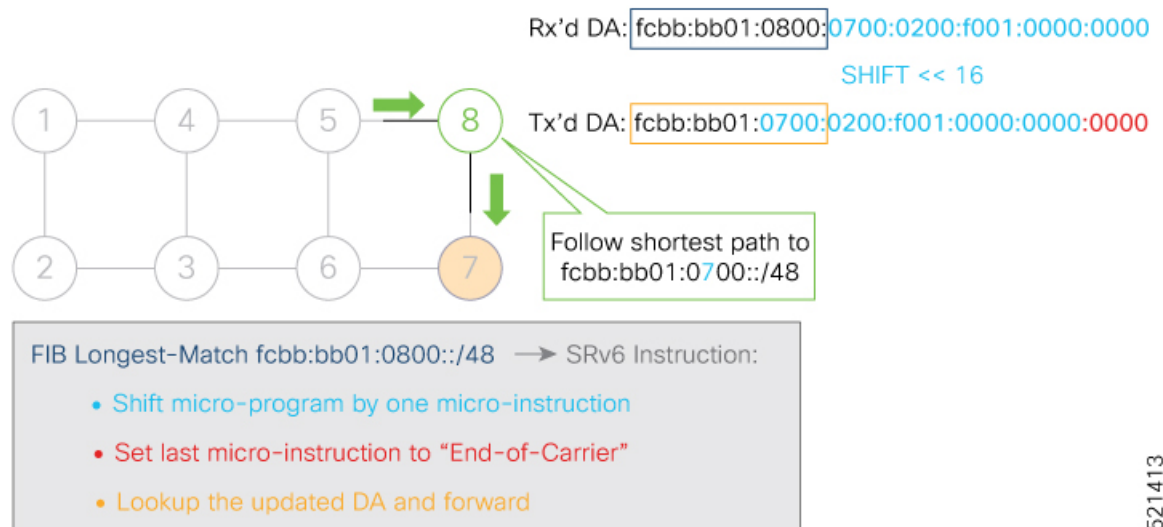 Rx'd DA: fcbb:bb01:0800:0700:0200:f001:0000:0000
SHIFT << 16
Tx'd DA: fcbb:bb01:0700:0200:f001:0000:0000:0000
1
4
5
8
2
3
6
7
Follow shortest path to
fcbb:bb01:0700::/48
FIB Longest-Match fcbb:bb01:0800::/48 → SRv6 Instruction:
• Shift micro-program by one micro-instruction
• Set last micro-instruction to “End-of-Carrier”
• Lookup the updated DA and forward
521413